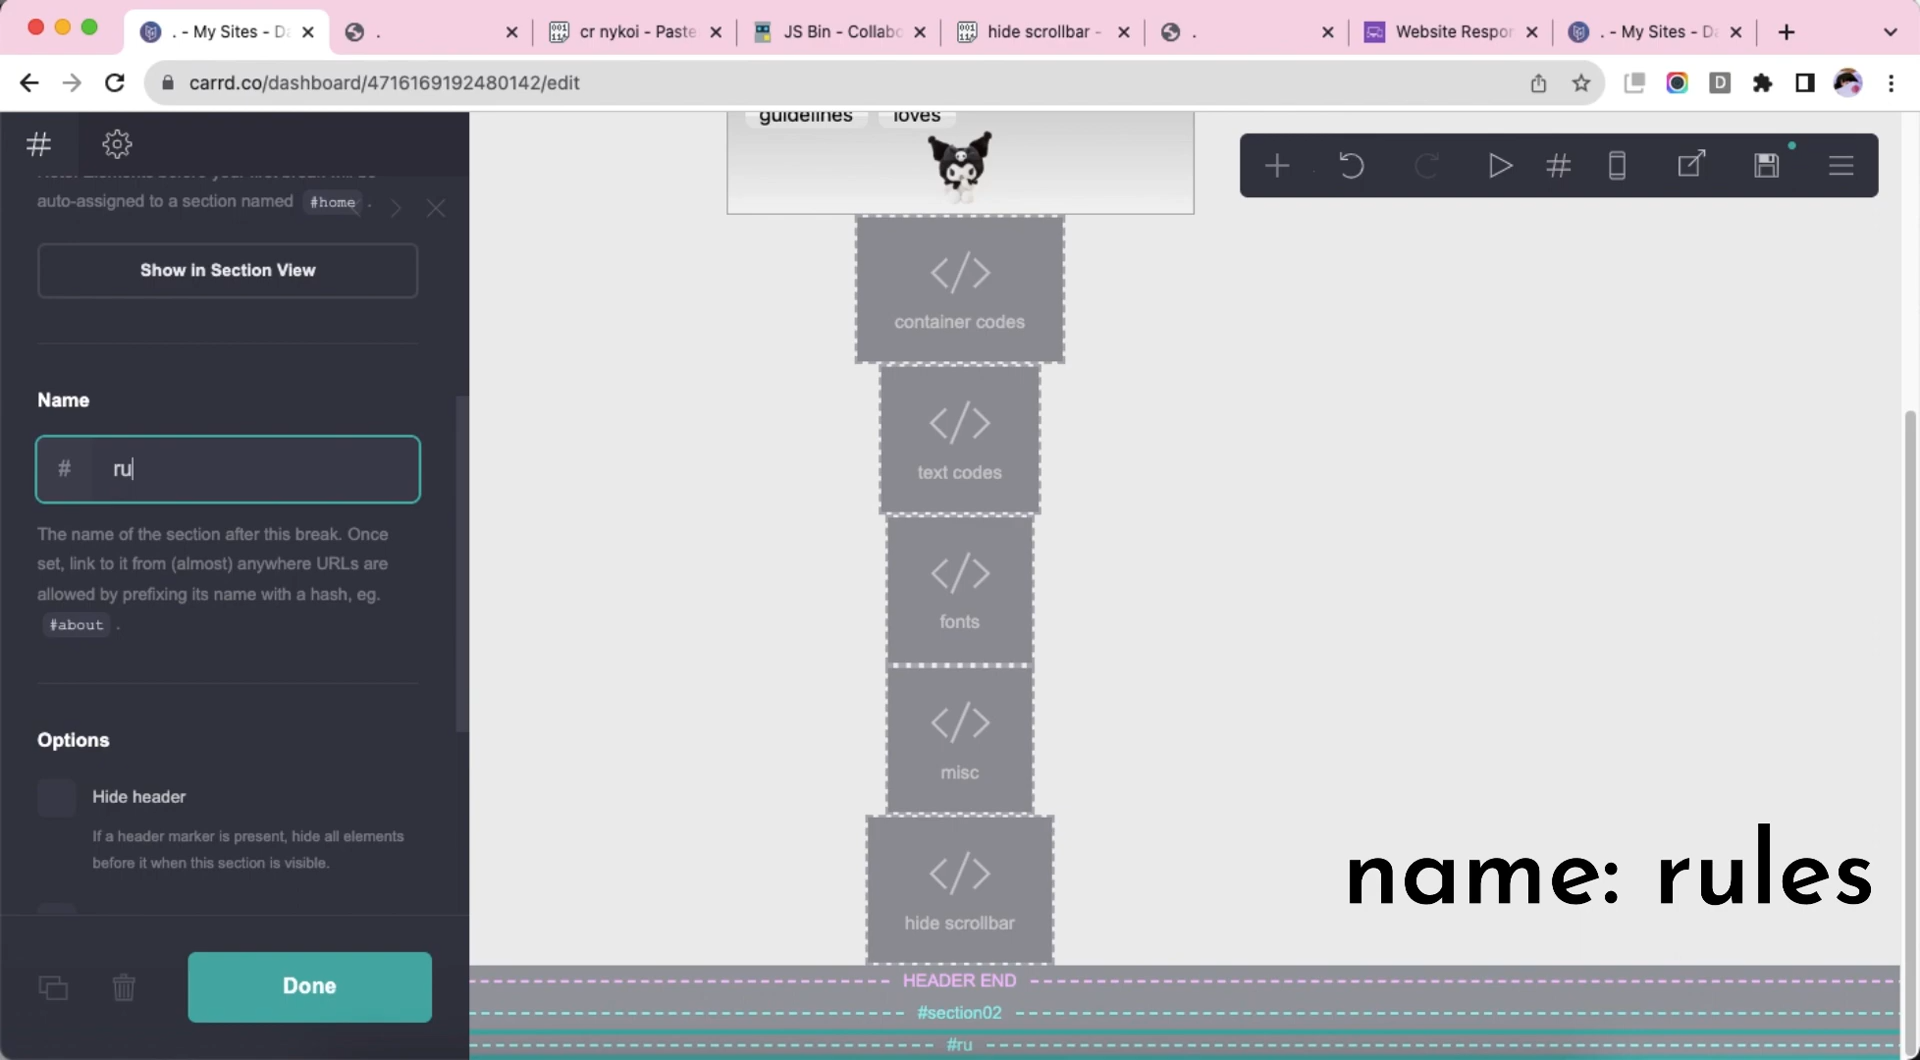 . - My Sites - Da
.
cr nykoi - Paste
JS Bin - Collabo
hide scrollbar -
.
Website Respon
. - My Sites - Da
carrd.co/dashboard/4716169192480142/edit
auto-assigned to a section named #home .
Show in Section View
Name
# ru
The name of the section after this break. Once
set, link to it from (almost) anywhere URLs are
allowed by prefixing its name with a hash, eg.
#about .
Options
Hide header
If a header marker is present, hide all elements
before it when this section is visible.
Done
guidelines
loves
container codes
text codes
fonts
misc
hide scrollbar
HEADER END
#section02
#ru
name: rules